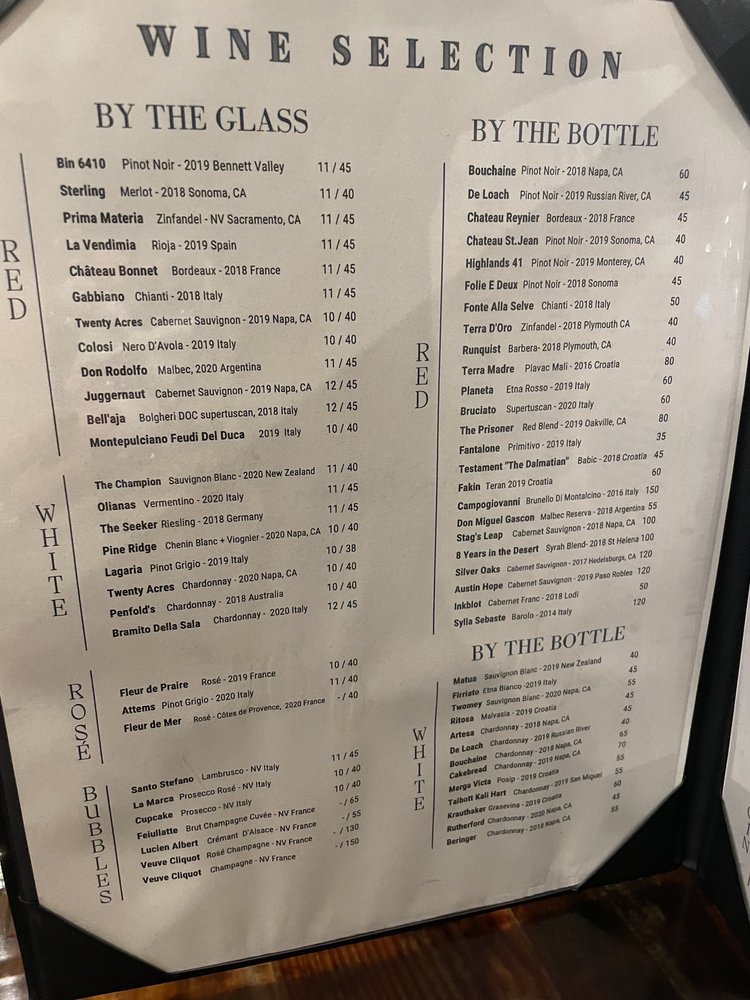 WINE SELECTION
BY THE GLASS
RED
Bin 6410 Pinot Noir - 2019 Bennett Valley 11 / 45
Sterling Merlot - 2018 Sonoma, CA 11 / 40
Prima Materia Zinfandel - NV Sacramento, CA 11 / 45
La Vendimia Rioja - 2019 Spain 11 / 45
Château Bonnet Bordeaux - 2018 France 11 / 45
Gabbiano Chianti - 2018 Italy 11 / 45
Twenty Acres Cabernet Sauvignon - 2019 Napa, CA 10 / 40
Colosi Nero D'Avola - 2019 Italy 10 / 40
Don Rodolfo Malbec, 2020 Argentina 11 / 45
Juggernaut Cabernet Sauvignon - 2019 Napa, CA 12 / 45
Bell'aja Bolgheri DOC supertuscan, 2018 Italy 12 / 45
Montepulciano Feudi Del Duca 2019 Italy 10 / 40
WHITE
The Champion Sauvignon Blanc - 2020 New Zealand 11 / 40
Olianas Vermentino - 2020 Italy 11 / 45
The Seeker Riesling - 2018 Germany 11 / 45
Pine Ridge Chenin Blanc + Viognier - 2020 Napa, CA 10 / 40
Lagaria Pinot Grigio - 2019 Italy 10 / 38
Twenty Acres Chardonnay - 2020 Napa, CA 10 / 40
Penfold's Chardonnay - 2018 Australia 10 / 40
Bramito Della Sala Chardonnay - 2020 Italy 12 / 45
ROSÉ
Fleur de Praire Rosé - 2019 France 10 / 40
Attems Pinot Grigio - 2020 Italy 11 / 40
Fleur de Mer Rosé - Côtes de Provence, 2020 France - / 40
BUBBLES
Santo Stefano Lambrusco - NV Italy 11 / 45
La Marca Prosecco Rosé - NV Italy 10 / 40
Cupcake Prosecco - NV Italy 10 / 40
Feiullatte Brut Champagne Cuvée - NV France - / 65
Lucien Albert Crémant D'Alsace - NV France - / 55
Veuve Cliquot Rosé Champagne - NV France - / 130
Veuve Cliquot Champagne - NV France - / 150
BY THE BOTTLE
RED
Bouchaine Pinot Noir - 2018 Napa, CA 60
De Loach Pinot Noir - 2019 Russian River, CA 45
Chateau Reynier Bordeaux - 2018 France 45
Chateau St.Jean Pinot Noir - 2019 Sonoma, CA 40
Highlands 41 Pinot Noir - 2019 Monterey, CA 40
Folie E Deux Pinot Noir - 2018 Sonoma 45
Fonte Alla Selve Chianti - 2018 Italy 50
Terra D'Oro Zinfandel - 2018 Plymouth CA 40
Runquist Barbera- 2018 Plymouth, CA 40
Terra Madre Plavac Mali - 2016 Croatia 80
Planeta Etna Rosso - 2019 Italy 60
Bruciato Supertuscan - 2020 Italy 60
The Prisoner Red Blend - 2019 Oakville, CA 80
Fantalone Primitivo - 2019 Italy 35
Testament "The Dalmatian" Babic - 2018 Croatia 45
Fakin Teran 2019 Croatia 60
Campogiovanni Brunello Di Montalcino - 2016 Italy 150
Don Miguel Gascon Malbec Reserva - 2018 Argentina 55
Stag's Leap Cabernet Sauvignon - 2018 Napa, CA 100
8 Years in the Desert Syrah Blend- 2018 St Helena 100
Silver Oaks Cabernet Sauvignon - 2017 Hedelsburgs, CA 120
Austin Hope Cabernet Sauvignon - 2019 Paso Robles 120
Inkblot Cabernet Franc - 2018 Lodi 50
Sylla Sebaste Barolo - 2014 Italy 120
BY THE BOTTLE
WHITE
Matua Sauvignon Blanc - 2019 New Zealand 40
Firriato Etna Bianco -2019 Italy 45
Twomey Sauvignon Blanc - 2020 Napa, CA 55
Ritosa Malvasia - 2019 Croatia 45
Artesa Chardonnay - 2018 Napa, CA 45
De Loach Chardonnay - 2019 Russian River 40
Bouchaine Chardonnay - 2018 Napa, CA 65
Cakabread Chardonnay - 2019 Napa, CA 70
Merga Victa Posip - 2019 Croatia 55
Talbott Kali Hart Chardonnay - 2019 San Miguel 55
Krauthaker Grasevina - 2019 Croatia 60
Rutherford Chardonnay - 2020 Napa, CA 45
Beringer Chardonnay - 2018 Napa, CA 55